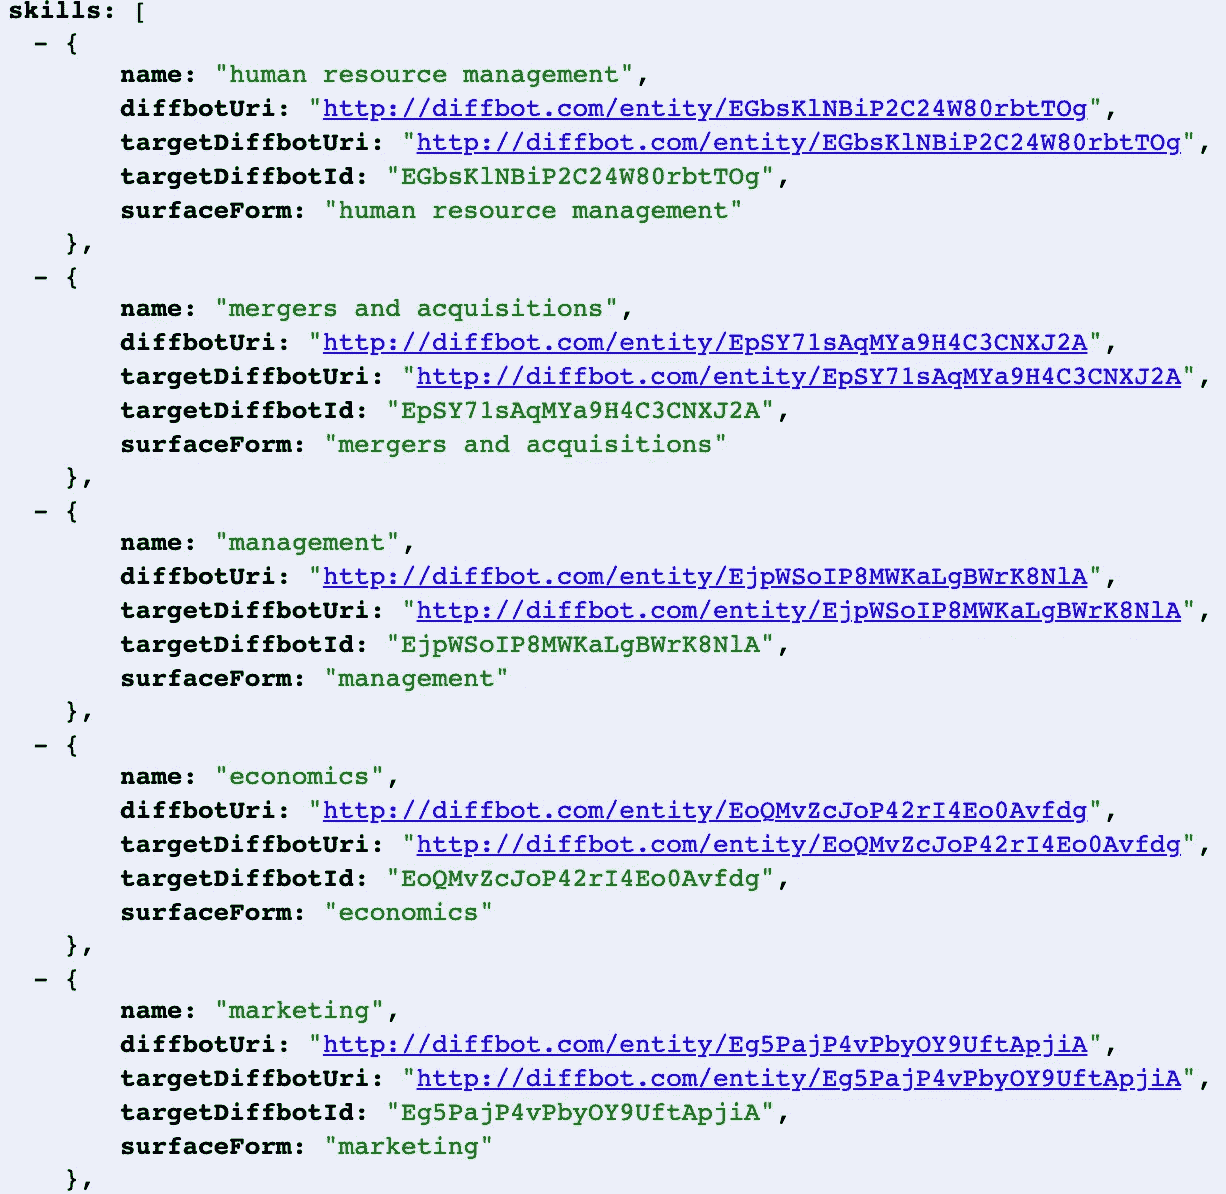 skills: [
- {
name: "human resource management",
diffbotUri: "http://diffbot.com/entity/EGbsKlNBiP2C24W80rbtTOg",
targetDiffbotUri: "http://diffbot.com/entity/EGbsKlNBiP2C24W80rbtTOg",
targetDiffbotId: "EGbsKlNBiP2C24W80rbtTOg",
surfaceForm: "human resource management"
},
- {
name: "mergers and acquisitions",
diffbotUri: "http://diffbot.com/entity/EpSY71sAqMYa9H4C3CNXJ2A",
targetDiffbotUri: "http://diffbot.com/entity/EpSY71sAqMYa9H4C3CNXJ2A",
targetDiffbotId: "EpSY71sAqMYa9H4C3CNXJ2A",
surfaceForm: "mergers and acquisitions"
},
- {
name: "management",
diffbotUri: "http://diffbot.com/entity/EjpWSoIP8MWKaLgBWrK8NlA",
targetDiffbotUri: "http://diffbot.com/entity/EjpWSoIP8MWKaLgBWrK8NlA",
targetDiffbotId: "EjpWSoIP8MWKaLgBWrK8NlA",
surfaceForm: "management"
},
- {
name: "economics",
diffbotUri: "http://diffbot.com/entity/EoQMvZcJoP42rI4Eo0Avfdg",
targetDiffbotUri: "http://diffbot.com/entity/EoQMvZcJoP42rI4Eo0Avfdg",
targetDiffbotId: "EoQMvZcJoP42rI4Eo0Avfdg",
surfaceForm: "economics"
},
- {
name: "marketing",
diffbotUri: "http://diffbot.com/entity/Eg5PajP4vPbyOY9UftApjiA",
targetDiffbotUri: "http://diffbot.com/entity/Eg5PajP4vPbyOY9UftApjiA",
targetDiffbotId: "Eg5PajP4vPbyOY9UftApjiA",
surfaceForm: "marketing"
},